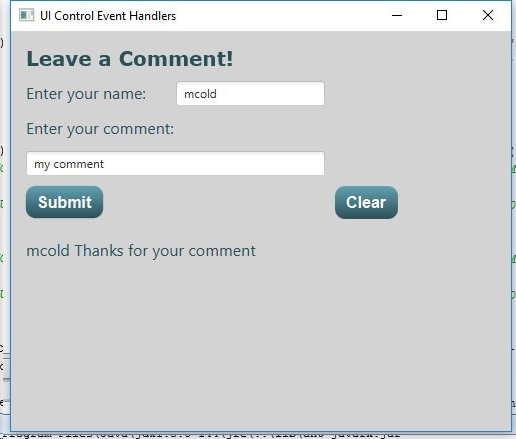 UI Control Event Handlers
Leave a Comment!
Enter your name: mcold
Enter your comment:
my comment
Submit Clear
mcold Thanks for your comment